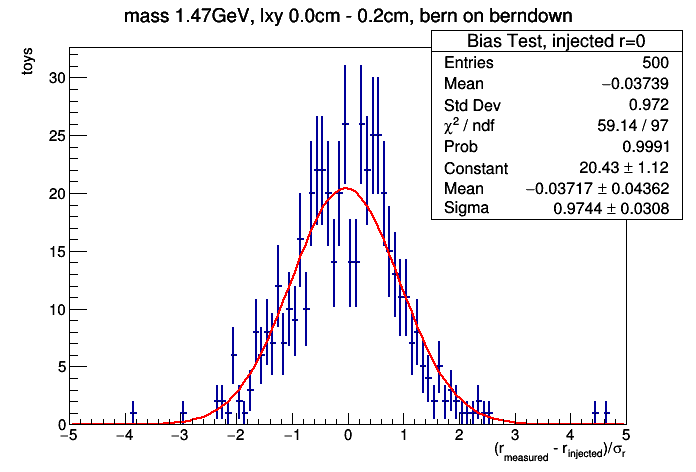 mass 1.47GeV, lxy 0.0cm - 0.2cm, bern on berndown
toys
Bias Test, injected r=0
Entries 500
Mean −0.03739
Std Dev 0.972
χ² / ndf 59.14 / 97
Prob 0.9991
Constant 20.43 ± 1.12
Mean −0.03717 ± 0.04362
Sigma 0.9744 ± 0.0308
30
25
20
15
10
5
0
−5 −4 −3 −2 −1 0 1 2 3 4 5
(r_measured - r_injected)/σ_r